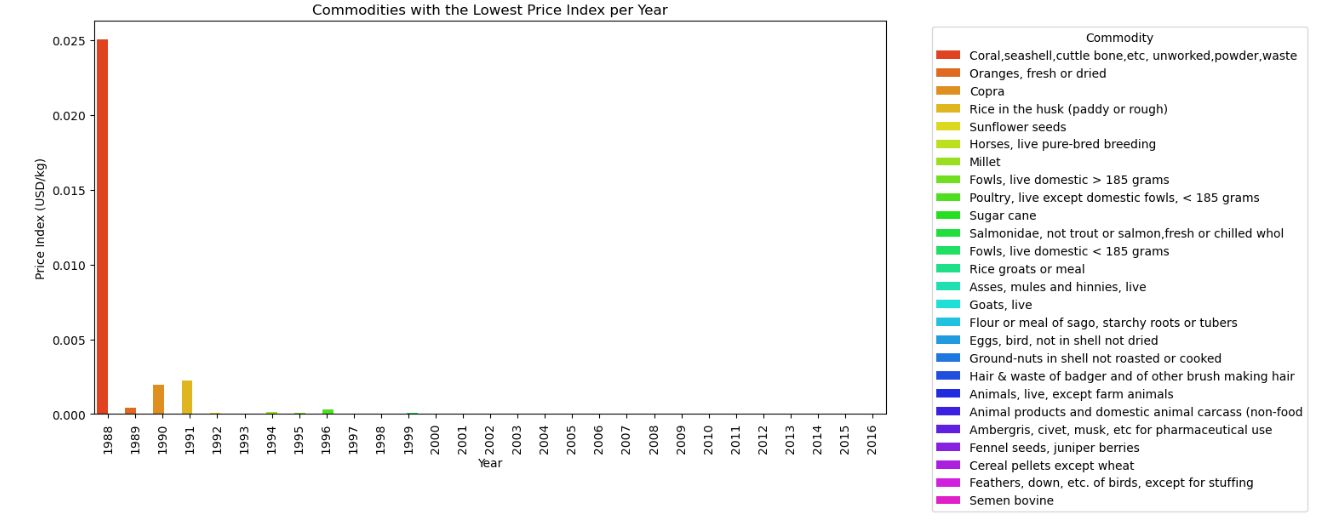 Commodities with the Lowest Price Index per Year
0.025
0.020
0.015
0.010
0.005
0.000
Price Index (USD/kg)
1988 1989 1990 1991 1992 1993 1994 1995 1996 1997 1998 1999 2000 2001 2002 2003 2004 2005 2006 2007 2008 2009 2010 2011 2012 2013 2014 2015 2016
Year
Commodity
Coral,seashell,cuttle bone,etc, unworked,powder,waste
Oranges, fresh or dried
Copra
Rice in the husk (paddy or rough)
Sunflower seeds
Horses, live pure-bred breeding
Millet
Fowls, live domestic > 185 grams
Poultry, live except domestic fowls, < 185 grams
Sugar cane
Salmonidae, not trout or salmon,fresh or chilled whol
Fowls, live domestic < 185 grams
Rice groats or meal
Asses, mules and hinnies, live
Goats, live
Flour or meal of sago, starchy roots or tubers
Eggs, bird, not in shell not dried
Ground-nuts in shell not roasted or cooked
Hair & waste of badger and of other brush making hair
Animals, live, except farm animals
Animal products and domestic animal carcass (non-food
Ambergris, civet, musk, etc for pharmaceutical use
Fennel seeds, juniper berries
Cereal pellets except wheat
Feathers, down, etc. of birds, except for stuffing
Semen bovine